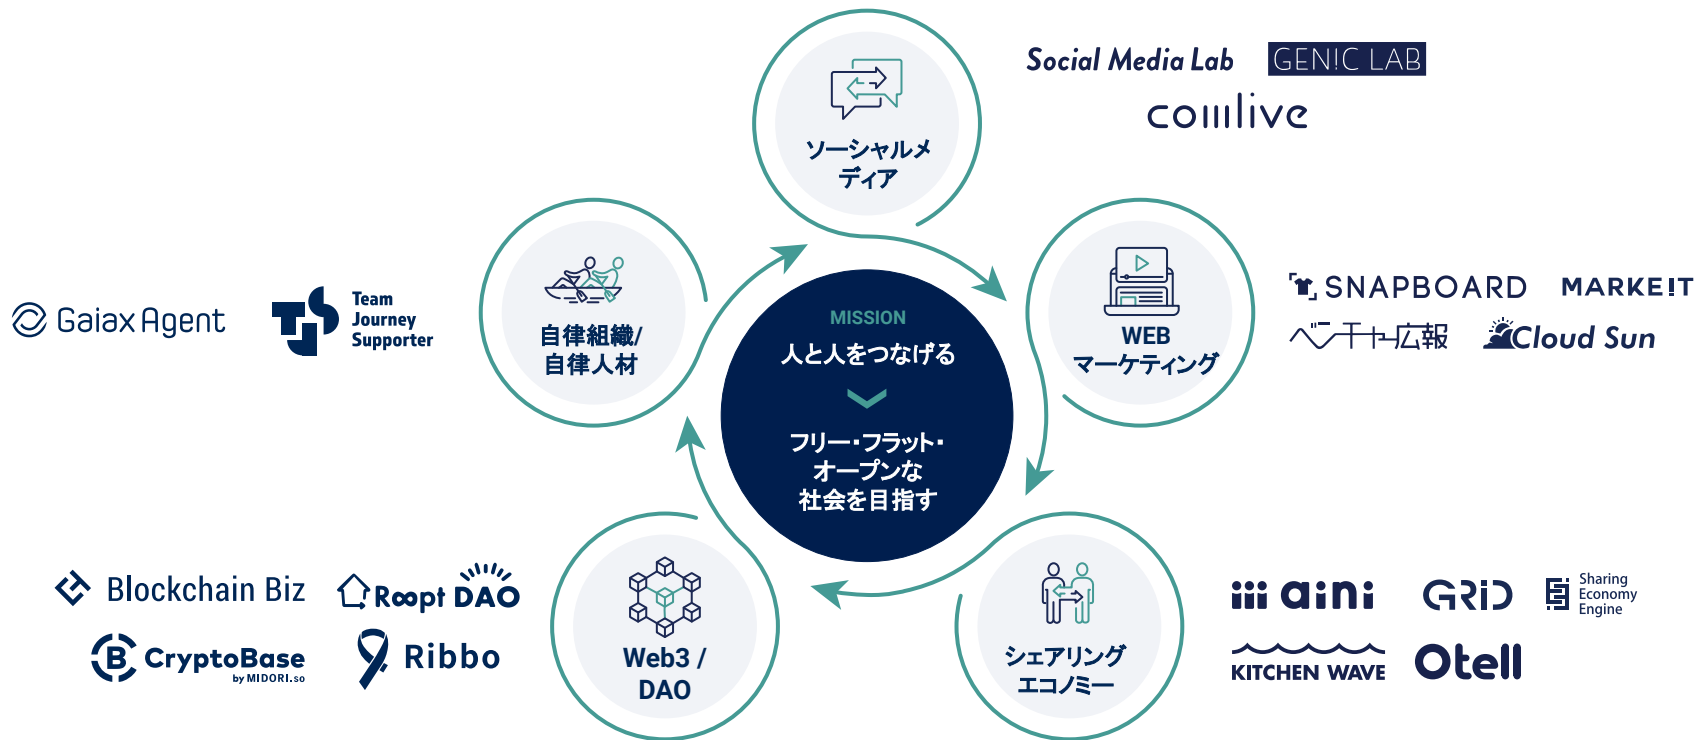 Social Media Lab
GEN!C LAB
comlive
ソーシャルメ
ディア
Gaiax Agent
Team
Journey
Supporter
自律組織/
自律人材
MISSION
人と人をつなげる
フリー・フラット・
オープンな
社会を目指す
WEB
マーケティング
SNAPBOARD
MARKE!T
ベンチャー広報
Cloud Sun
Blockchain Biz
Roopt DAO
CryptoBase
by MIDORI.so
Ribbo
Web3 /
DAO
シェアリング
エコノミー
aini
GRiD
Sharing
Economy
Engine
KITCHEN WAVE
Otell